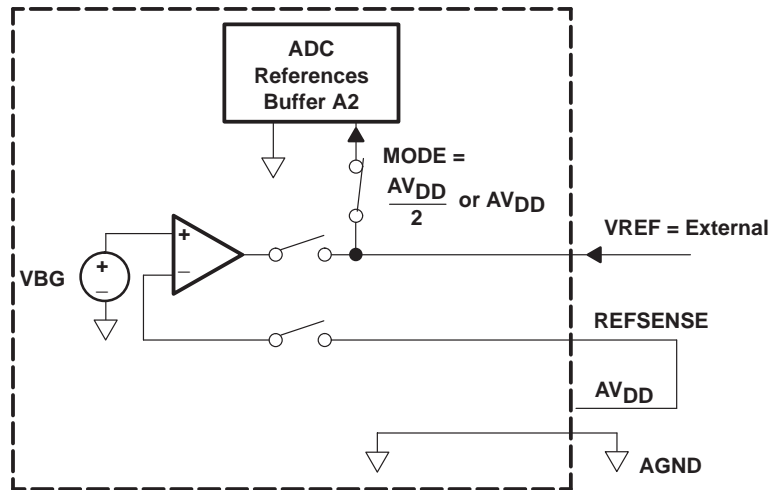 ADC
References
Buffer A2
MODE =
AVDD
2
or AVDD
VREF = External
+
−
VBG
+
−
REFSENSE
AVDD
AGND